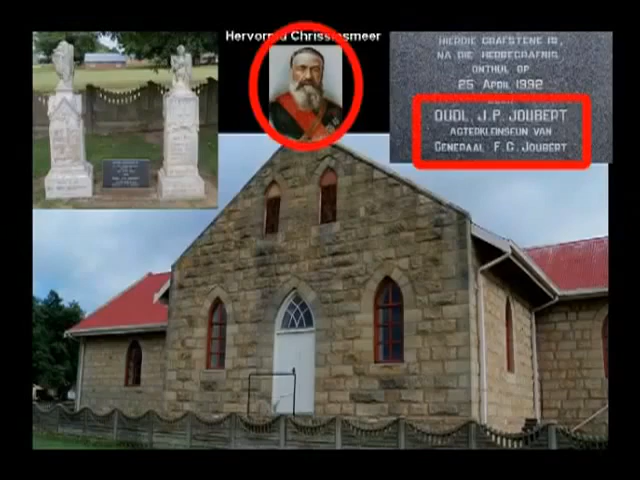 Hervormd Chrissiesmeer
HIERDIE GRAFSTENE IS,
NA DIE HERBEGRAFNIS
ONTHUL OP
25 APRIL 1992
DEUR
OUDL. J.P. JOUBERT
AGTERKLEINSEUN VAN
GENERAAL F.G. JOUBERT